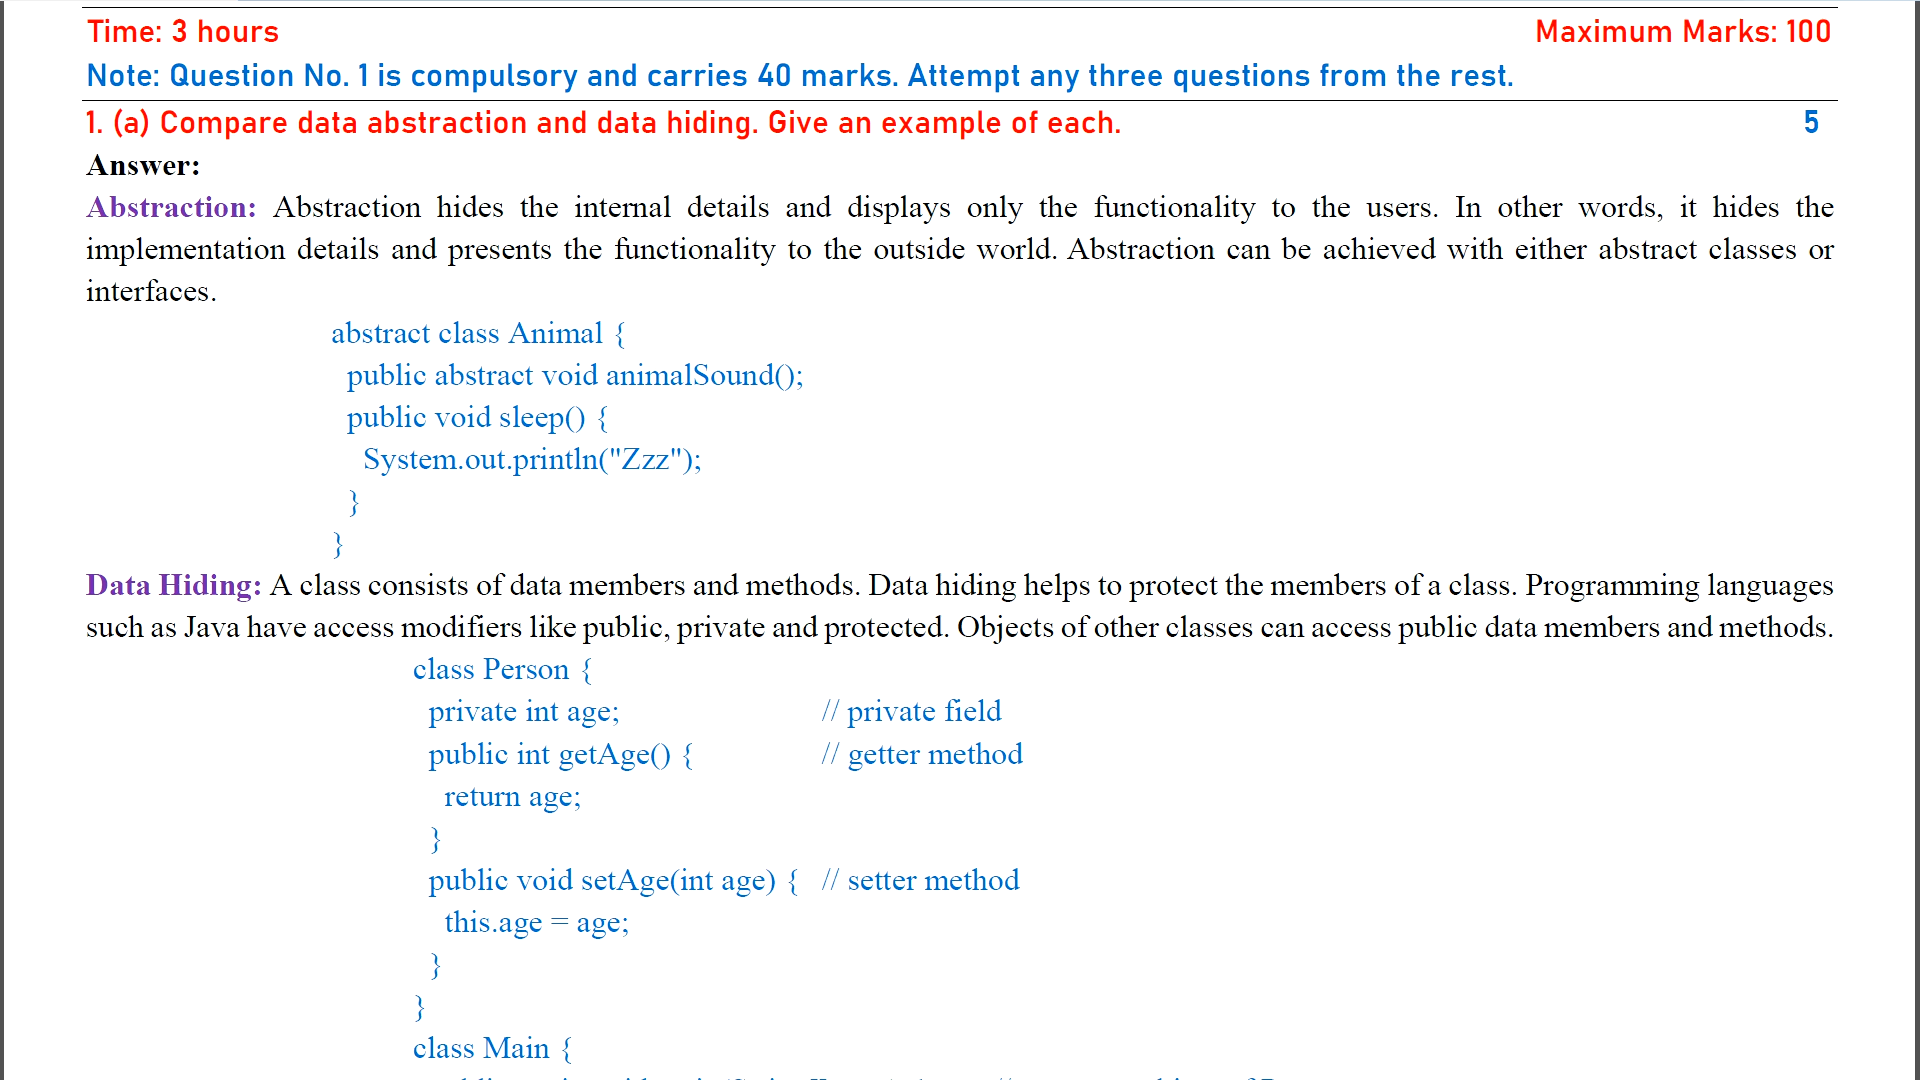 Time: 3 hours Maximum Marks: 100
Note: Question No. 1 is compulsory and carries 40 marks. Attempt any three questions from the rest.
1. (a) Compare data abstraction and data hiding. Give an example of each. 5
Answer:
Abstraction: Abstraction hides the internal details and displays only the functionality to the users. In other words, it hides the
implementation details and presents the functionality to the outside world. Abstraction can be achieved with either abstract classes or
interfaces.
abstract class Animal {
public abstract void animalSound();
public void sleep() {
System.out.println("Zzz");
}
}
Data Hiding: A class consists of data members and methods. Data hiding helps to protect the members of a class. Programming languages
such as Java have access modifiers like public, private and protected. Objects of other classes can access public data members and methods.
class Person {
private int age; // private field
public int getAge() { // getter method
return age;
}
public void setAge(int age) { // setter method
this.age = age;
}
}
class Main {